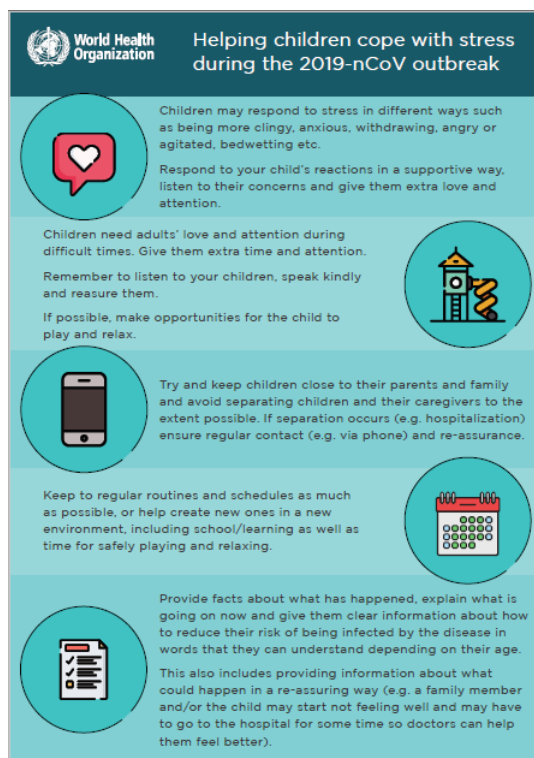 World Health
Organization
Helping children cope with stress
during the 2019-nCoV outbreak
Children may respond to stress in different ways such
as being more clingy, anxious, withdrawing, angry or
agitated, bedwetting etc.
Respond to your child's reactions in a supportive way,
listen to their concerns and give them extra love and
attention.
Children need adults' love and attention during
difficult times. Give them extra time and attention.
Remember to listen to your children, speak kindly
and reasure them.
If possible, make opportunities for the child to
play and relax.
Try and keep children close to their parents and family
and avoid separating children and their caregivers to the
extent possible. If separation occurs (e.g. hospitalization)
ensure regular contact (e.g. via phone) and re-assurance.
Keep to regular routines and schedules as much
as possible, or help create new ones in a new
environment, including school/learning as well as
time for safely playing and relaxing.
Provide facts about what has happened, explain what is
going on now and give them clear information about how
to reduce their risk of being infected by the disease in
words that they can understand depending on their age.
This also includes providing information about what
could happen in a re-assuring way (e.g. a family member
and/or the child may start not feeling well and may have
to go to the hospital for some time so doctors can help
them feel better).